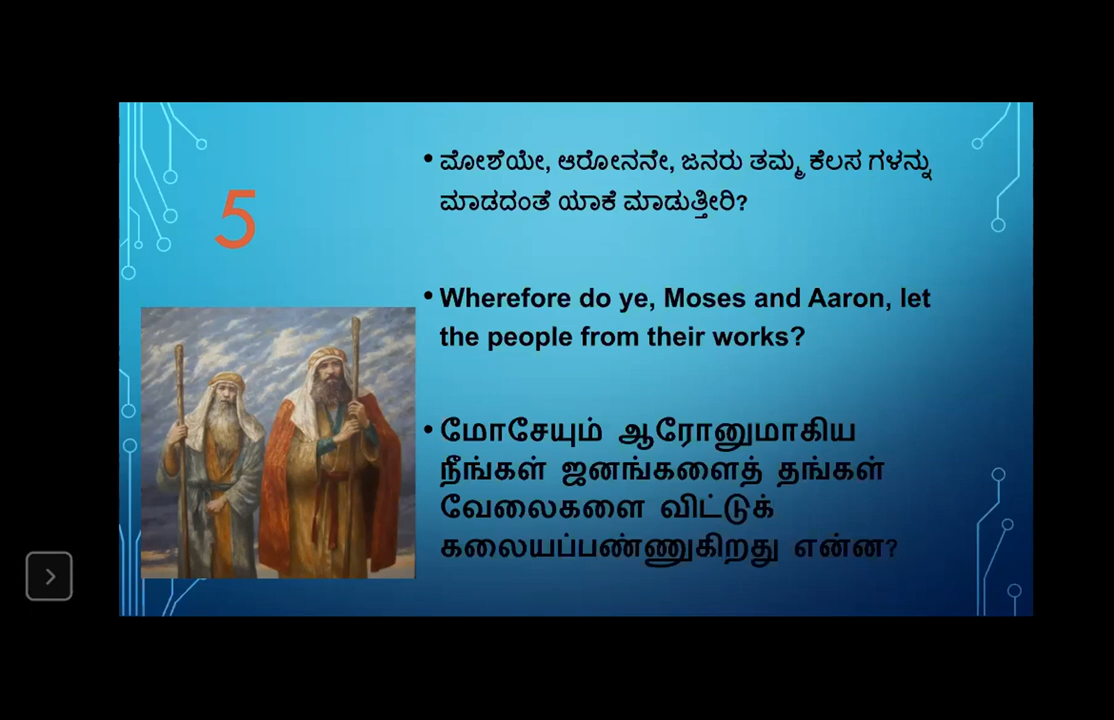 5
• ಮೋಶೆಯೇ, ಆರೋನನೇ, ಜನರು ತಮ್ಮ ಕೆಲಸ ಗಳನ್ನು
ಮಾಡದಂತೆ ಯಾಕೆ ಮಾಡುತ್ತೀರಿ?
• Wherefore do ye, Moses and Aaron, let
the people from their works?
• மோசேயும் ஆரோனுமாகிய
நீங்கள் ஜனங்களைத் தங்கள்
வேலைகளை விட்டுக்
கலையப்பண்ணுகிறது என்ன?